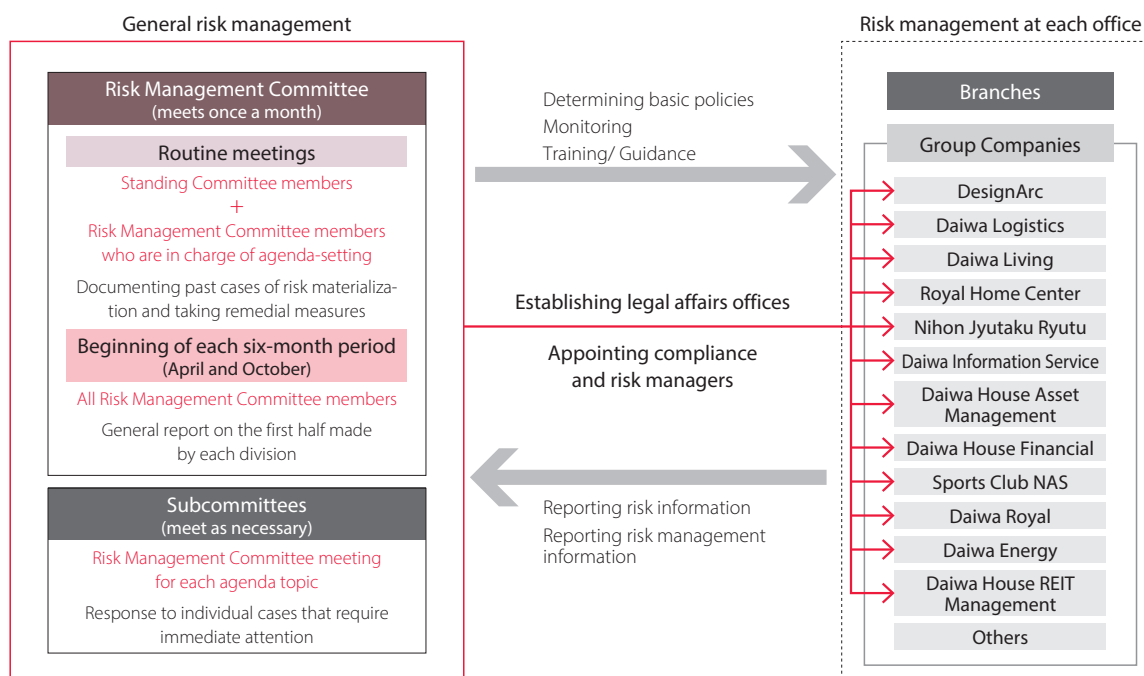 General risk management
Risk Management Committee
(meets once a month)
Routine meetings
Standing Committee members
+
Risk Management Committee members
who are in charge of agenda-setting
Documenting past cases of risk materializa-
tion and taking remedial measures
Beginning of each six-month period
(April and October)
All Risk Management Committee members
General report on the first half made
by each division
Subcommittees
(meet as necessary)
Risk Management Committee meeting
for each agenda topic
Response to individual cases that require
immediate attention
Determining basic policies
Monitoring
Training/ Guidance
Establishing legal affairs offices
Appointing compliance
and risk managers
Reporting risk information
Reporting risk management
information
Risk management at each office
Branches
Group Companies
DesignArc
Daiwa Logistics
Daiwa Living
Royal Home Center
Nihon Jyutaku Ryutu
Daiwa Information Service
Daiwa House Asset
Management
Daiwa House Financial
Sports Club NAS
Daiwa Royal
Daiwa Energy
Daiwa House REIT
Management
Others